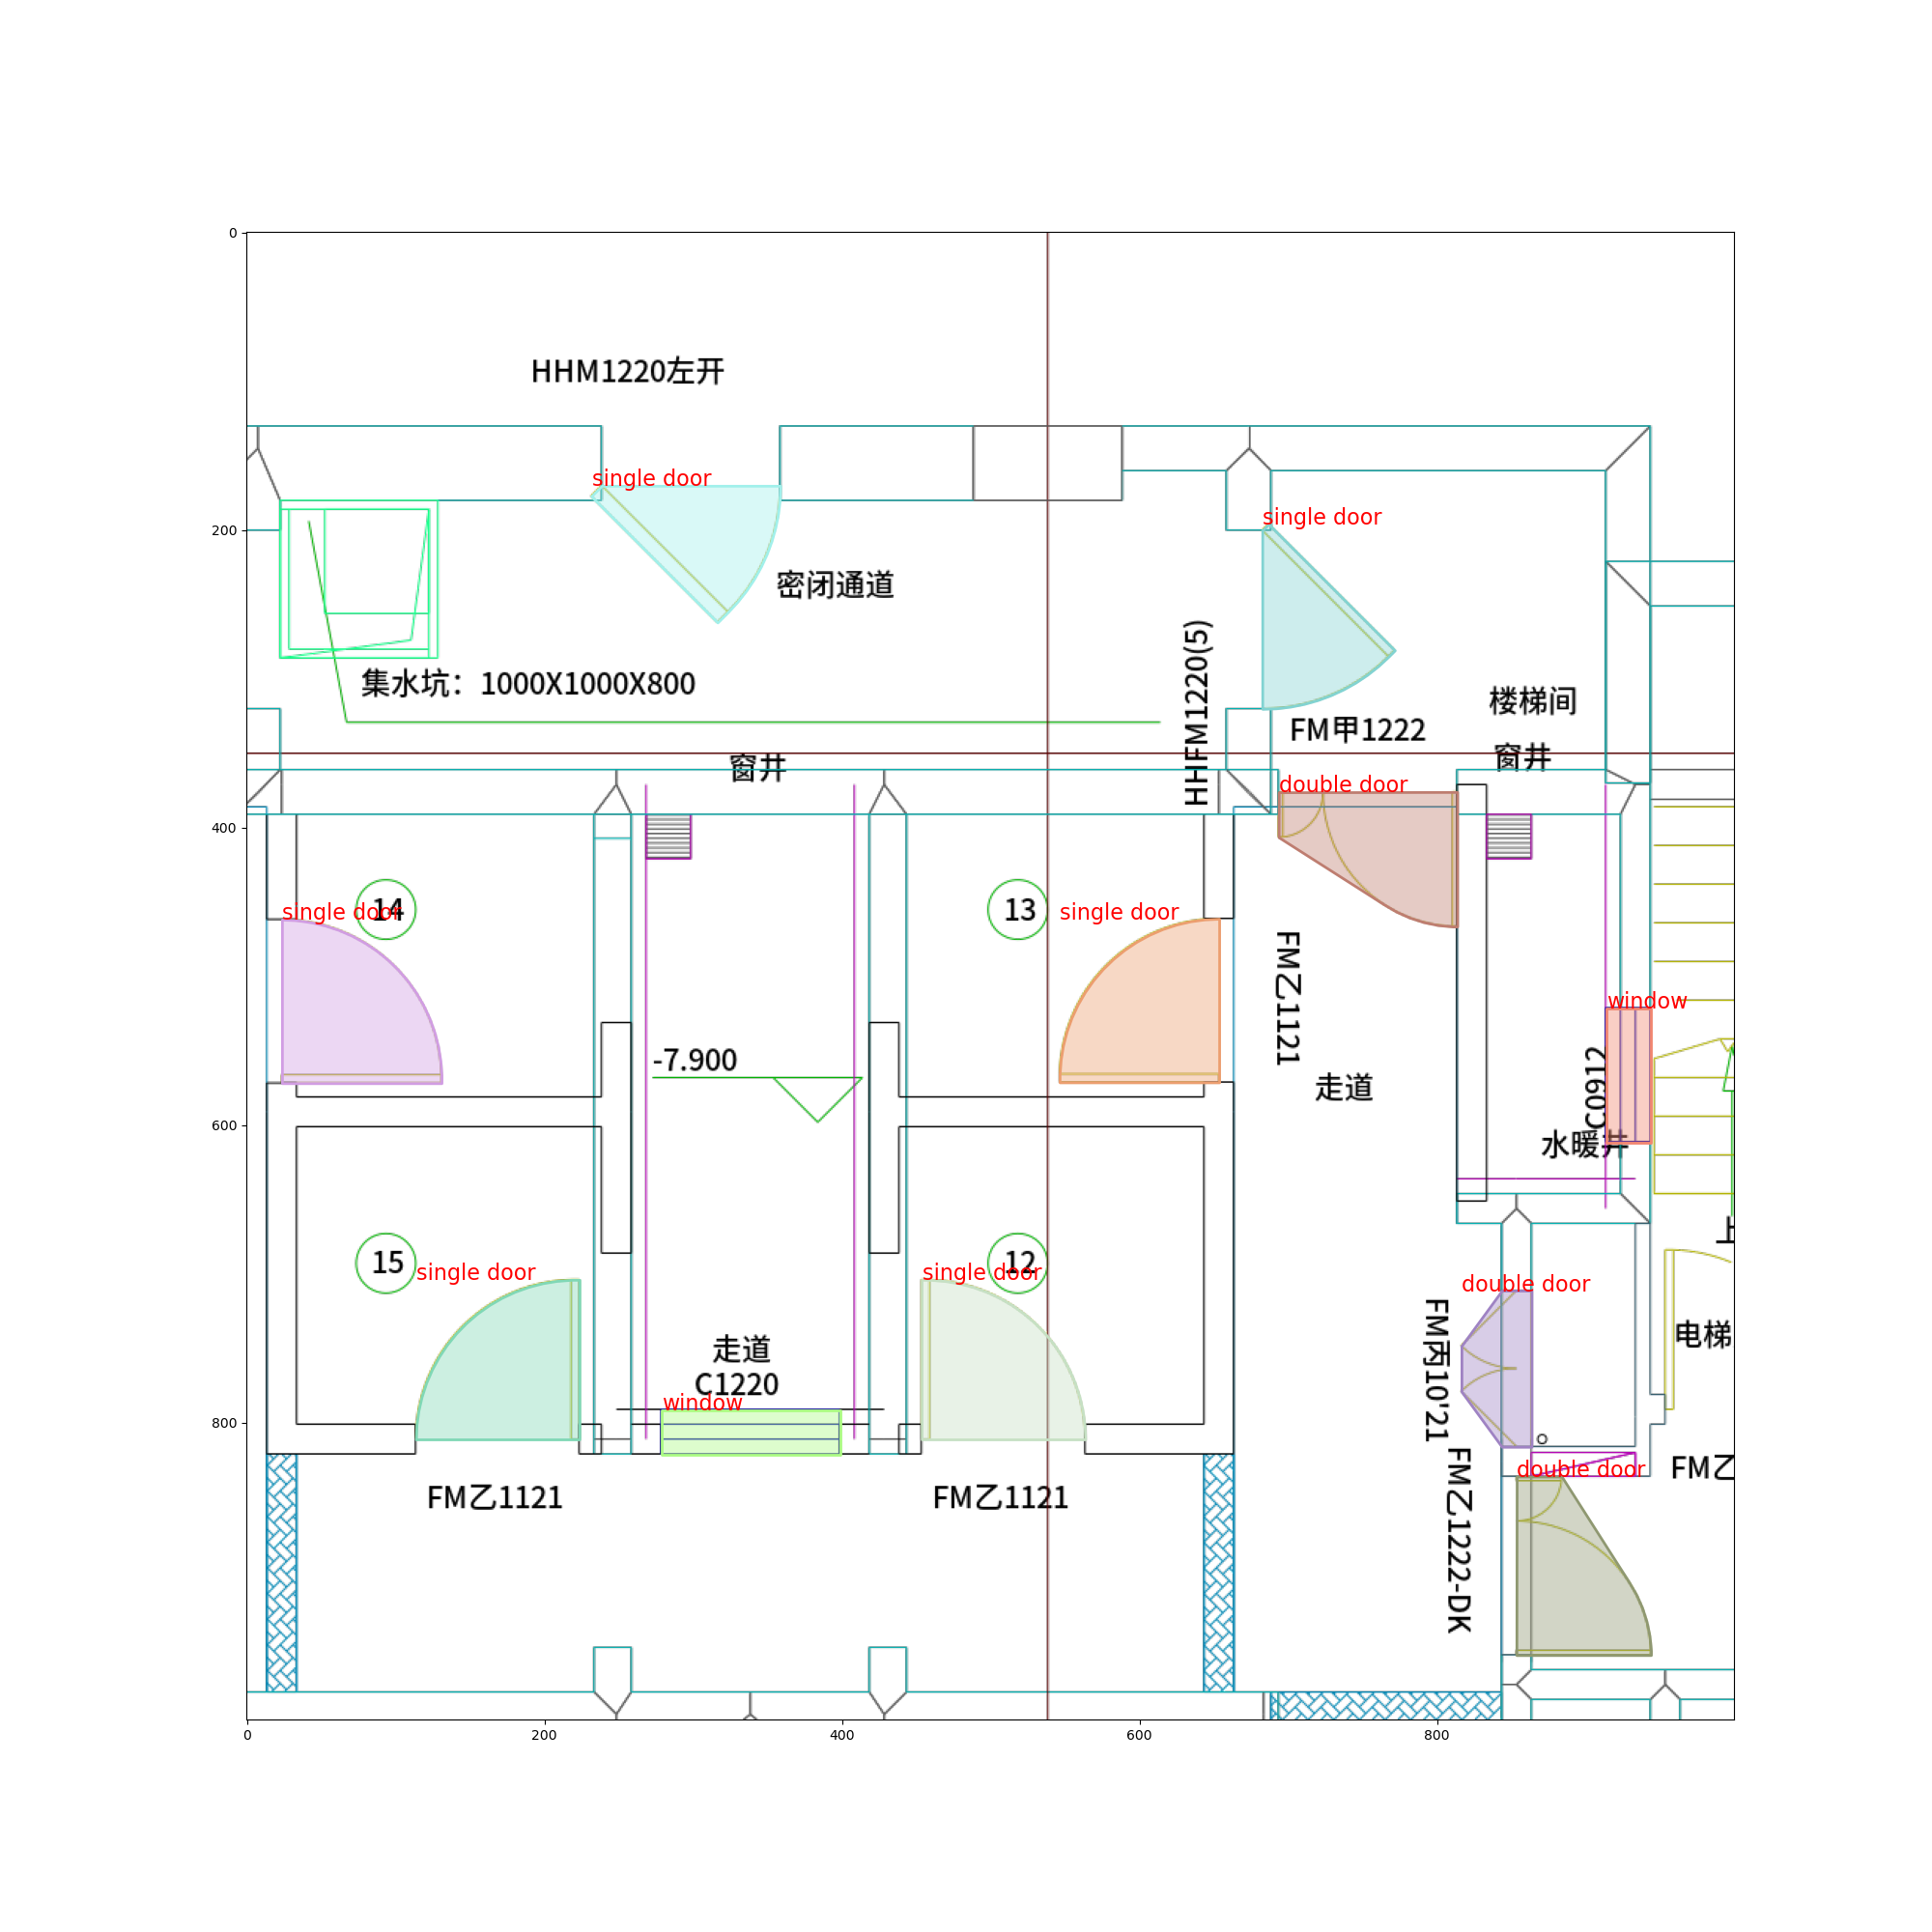 0
HHM1220左开
single door
single door
200
密闭通道
HHFM1220(5)
集水坑：1000X1000X800
楼梯间
FM甲1222
窗井
窗井
double door
400
14
single door
13
single door
FM乙1121
window
-7.900
C0912
走道
600
水暖井
上
15
single door
12
single door
double door
FM丙10'21
电梯
走道
C1220
window
800
FM乙1222-DK
double door
FM乙
FM乙1121
FM乙1121
0
200
400
600
800